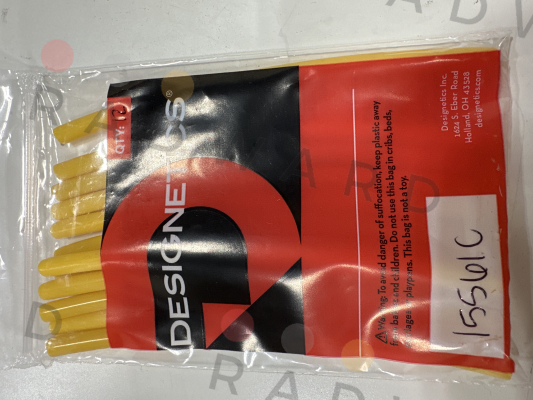 QTY: 12
DESIGNETICS®
⚠ Warning: To avoid danger of suffocation, keep plastic away
from babies and children. Do not use this bag in cribs, beds,
carriages or playpens. This bag is not a toy.
Designetics Inc.
1624 S. Eber Road
Holland, OH 43528
designetics.com
15561C